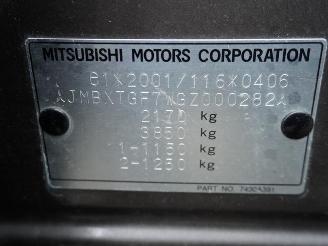 MITSUBISHI MOTORS CORPORATION
e1*2001/116*0406
*JMBXTGF7WGZ000282*
2170 kg
3850 kg
1-1150 kg
2-1250 kg
PART NO. 7432A391